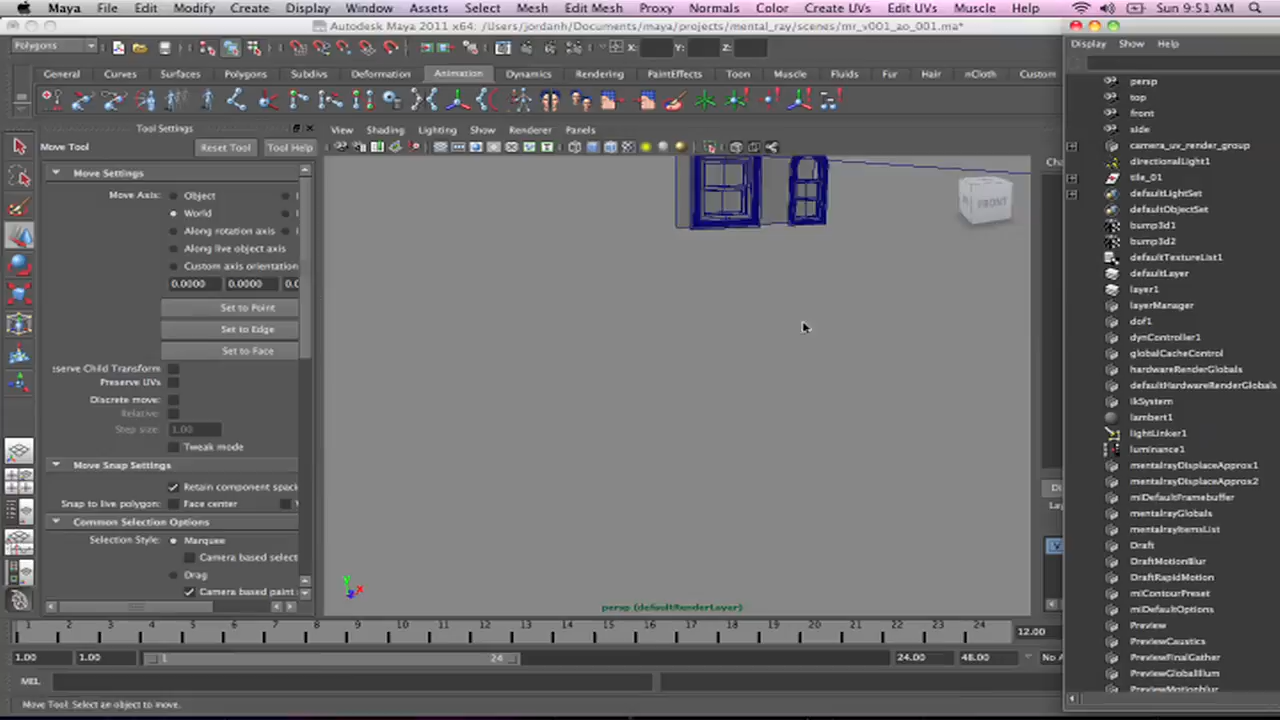 Maya File Edit Modify Create Display Window Assets Select Mesh Edit Mesh Proxy Normals Color Create UVs Edit UVs Muscle Help Sun 9:51 AM
Autodesk Maya 2011 x64: /Users/jordanh/Documents/maya/projects/mental_ray/scenes/mr_v001_ao_001.ma*
Display Show Help
Polygons X: Y: Z:
General Curves Surfaces Polygons Subdivs Deformation Animation Dynamics Rendering PaintEffects Toon Muscle Fluids Fur Hair nCloth Custom
Tool Settings
Move Tool Reset Tool Tool Help
View Shading Lighting Show Renderer Panels
Move Settings
Move Axis: Object
World
Along rotation axis
Along live object axis
Custom axis orientation
0.0000 0.0000 0.0
Set to Point
Set to Edge
Set to Face
serve Child Transform
Preserve UVs
Discrete move:
Relative:
Step size: 1.00
Tweak mode
Move Snap Settings
Retain component spaci
Snap to live polygon: Face center
Common Selection Options
Selection Style: Marquee
Camera based select
Drag
Camera based paint
FRONT
y x
persp (defaultRenderLayer)
persp
top
front
side
camera_uv_render_group
directionalLight1
tile_01
defaultLightSet
defaultObjectSet
bump3d1
bump3d2
defaultTextureList1
defaultLayer
layer1
layerManager
dof1
dynController1
globalCacheControl
hardwareRenderGlobals
defaultHardwareRenderGlobals
ikSystem
lambert1
lightLinker1
luminance1
mentalrayDisplaceApprox1
mentalrayDisplaceApprox2
miDefaultFramebuffer
mentalrayGlobals
mentalrayItemsList
Draft
DraftMotionBlur
DraftRapidMotion
miContourPreset
miDefaultOptions
Preview
PreviewCaustics
PreviewFinalGather
PreviewGlobalIllum
PreviewMotionblur
Cha
Di
Lay
V
1 2 3 4 5 6 7 8 9 10 11 12 13 14 15 16 17 18 19 20 21 22 23 24 12.00
1.00 1.00 1 24 24.00 48.00 No A
MEL
Move Tool: Select an object to move.